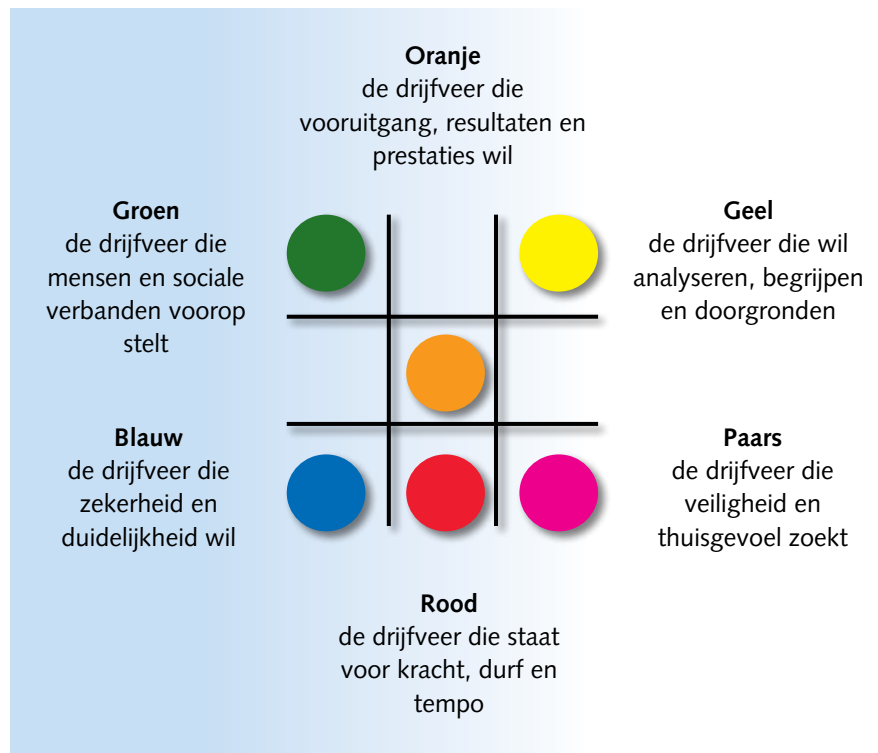 Oranje
de drijfveer die
vooruitgang, resultaten en
prestaties wil
Groen
de drijfveer die
mensen en sociale
verbanden voorop
stelt
Geel
de drijfveer die wil
analyseren, begrijpen
en doorgronden
Blauw
de drijfveer die
zekerheid en
duidelijkheid wil
Paars
de drijfveer die
veiligheid en
thuisgevoel zoekt
Rood
de drijfveer die staat
voor kracht, durf en
tempo